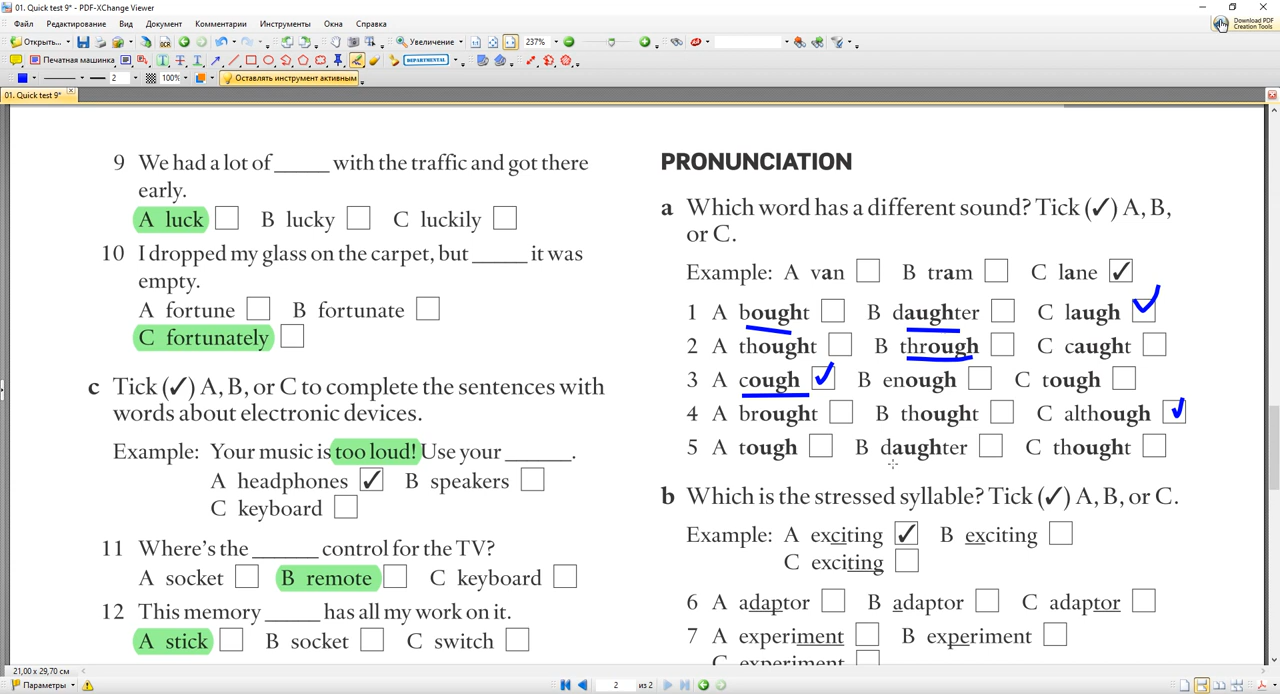 01. Quick test 9* - PDF-XChange Viewer
Файл Редактирование Вид Документ Комментарии Инструменты Окна Справка
Download PDF
Creation Tools
Открыть... OCR Увеличение 237%
Печатная машинка DEPARTMENTAL
2 100% Оставлять инструмент активным
01. Quick test 9*
9 We had a lot of _____ with the traffic and got there
early.
A luck B lucky C luckily
10 I dropped my glass on the carpet, but _____ it was
empty.
A fortune B fortunate
C fortunately
c Tick (✓) A, B, or C to complete the sentences with
words about electronic devices.
Example: Your music is too loud! Use your ______.
A headphones ✓ B speakers
C keyboard
11 Where's the ______ control for the TV?
A socket B remote C keyboard
12 This memory _____ has all my work on it.
A stick B socket C switch
PRONUNCIATION
a Which word has a different sound? Tick (✓) A, B,
or C.
Example: A van B tram C lane ✓
1 A bought B daughter C laugh ✓
2 A thought B through C caught
3 A cough ✓ B enough C tough
4 A brought B thought C although ✓
5 A tough B daughter C thought
b Which is the stressed syllable? Tick (✓) A, B, or C.
Example: A exciting ✓ B exciting
C exciting
6 A adaptor B adaptor C adaptor
7 A experiment B experiment
C experiment
21,00 x 29,70 см
Параметры 2 из 2